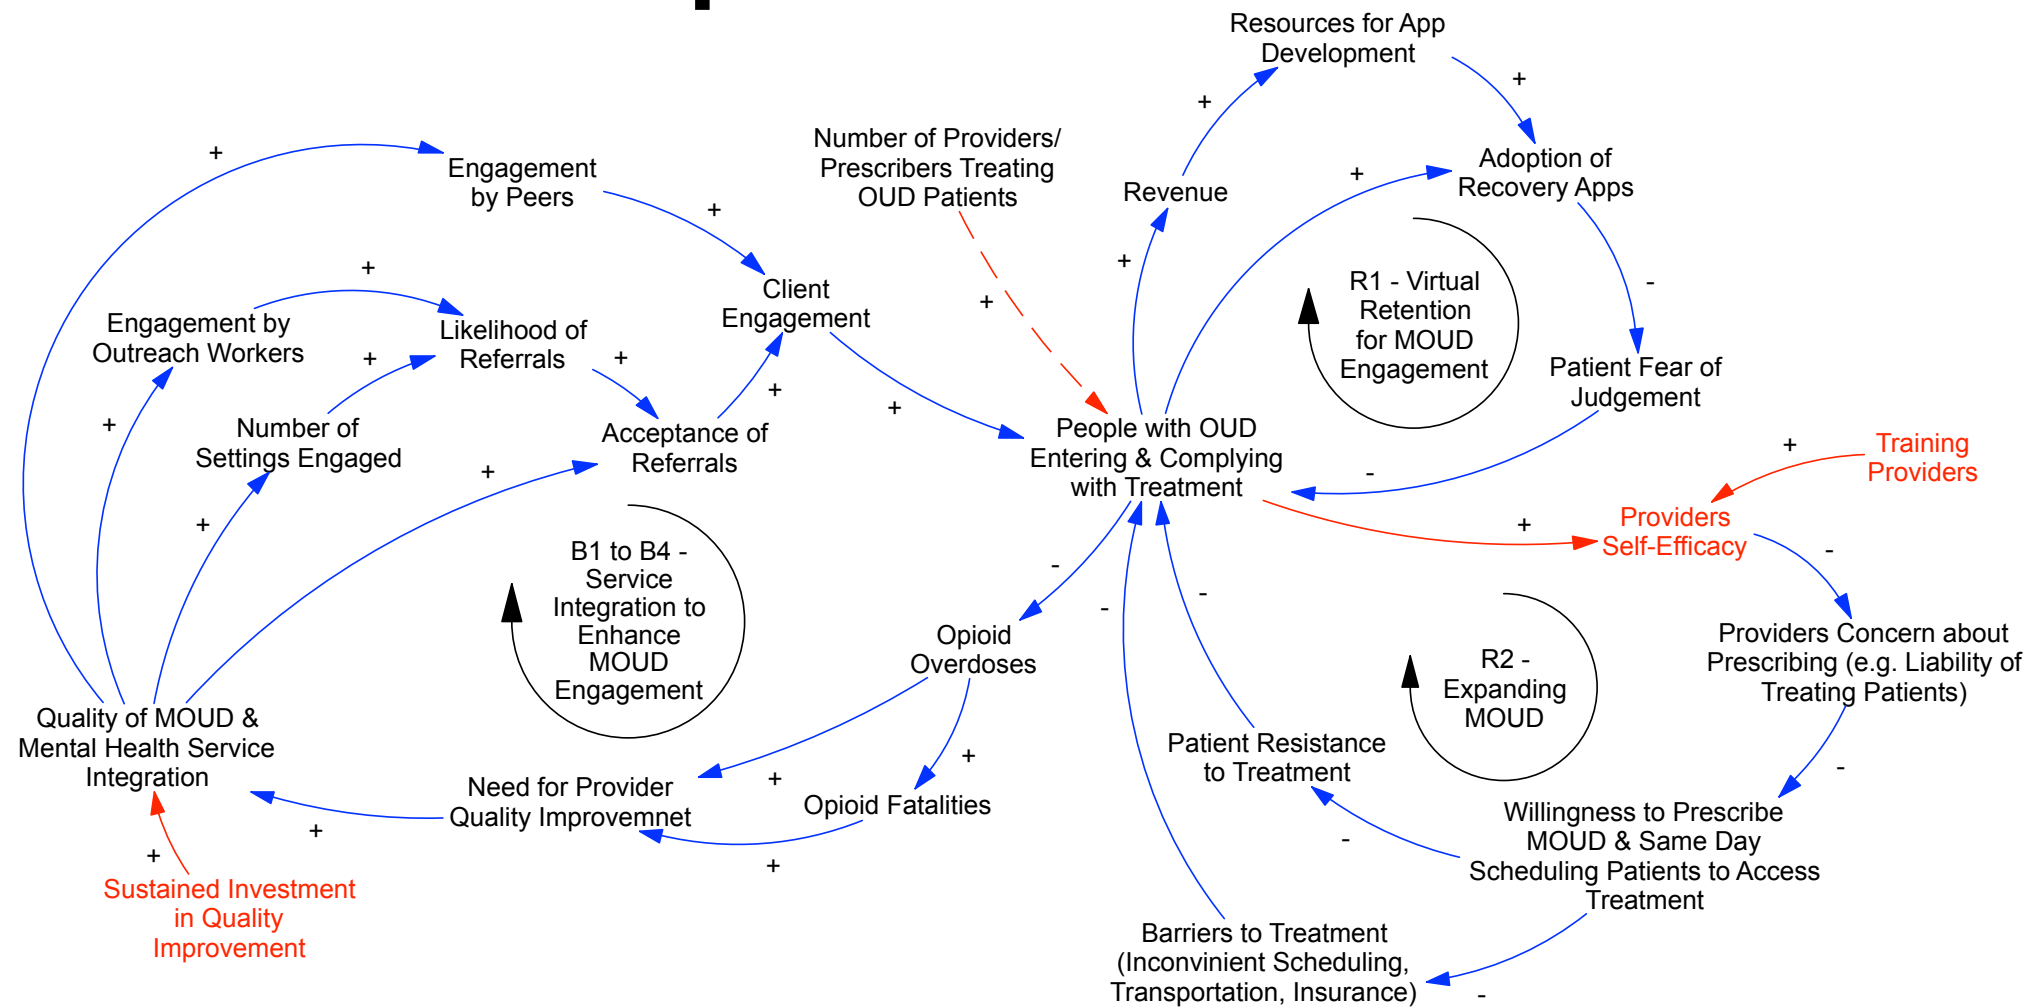 Resources for App
Development
+
+
Number of Providers/
Prescribers Treating
OUD Patients
Adoption of
Recovery Apps
+
Engagement
by Peers
Revenue
+
+
+
-
R1 - Virtual
Retention
for MOUD
Engagement
Client
Engagement
+
+
Engagement by
Outreach Workers
Likelihood of
Referrals
+
+
Patient Fear of
Judgement
+
+
+
Number of
Settings Engaged
Acceptance of
Referrals
People with OUD
Entering & Complying
with Treatment
+
-
+
Training
Providers
+
+
Providers
Self-Efficacy
-
B1 to B4 -
Service
Integration to
Enhance
MOUD
Engagement
-
-
-
Opioid
Overdoses
R2 -
Expanding
MOUD
Providers Concern about
Prescribing (e.g. Liability of
Treating Patients)
Quality of MOUD &
Mental Health Service
Integration
Patient Resistance
to Treatment
-
+
+
Need for Provider
Quality Improvemnet
Opioid Fatalities
+
+
-
Willingness to Prescribe
MOUD & Same Day
Scheduling Patients to Access
Treatment
+
Sustained Investment
in Quality
Improvement
Barriers to Treatment
(Inconvinient Scheduling,
Transportation, Insurance)
-